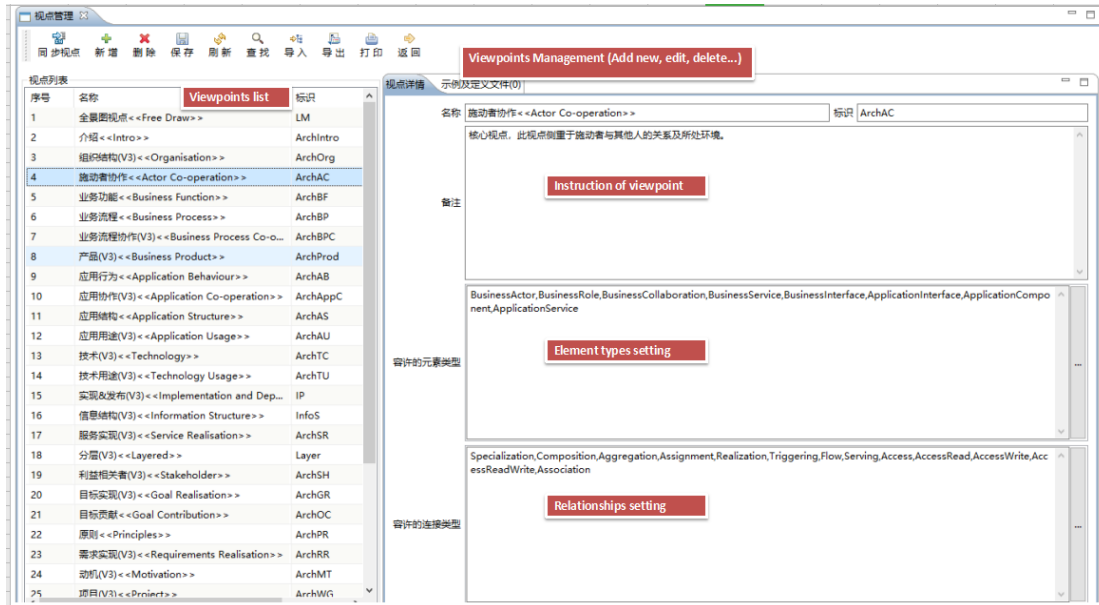 视点管理
同步视点 新增 删除 保存 刷新 查找 导入 导出 打印 返回
Viewpoints Management (Add new, edit, delete...)
视点列表
Viewpoints list
序号 名称 标识
1 全景图视点<<Free Draw>> LM
2 介绍<<Intro>> ArchIntro
3 组织结构(V3)<<Organisation>> ArchOrg
4 施动者协作<<Actor Co-operation>> ArchAC
5 业务功能<<Business Function>> ArchBF
6 业务流程<<Business Process>> ArchBP
7 业务流程协作(V3)<<Business Process Co-o... ArchBPC
8 产品(V3)<<Business Product>> ArchProd
9 应用行为<<Application Behaviour>> ArchAB
10 应用协作(V3)<<Application Co-operation>> ArchAppC
11 应用结构<<Application Structure>> ArchAS
12 应用用途<<Application Usage>> ArchAU
13 技术(V3)<<Technology>> ArchTC
14 技术用途(V3)<<Technology Usage>> ArchTU
15 实现&发布(V3)<<Implementation and Dep... IP
16 信息结构(V3)<<Information Structure>> InfoS
17 服务实现(V3)<<Service Realisation>> ArchSR
18 分层(V3)<<Layered>> Layer
19 利益相关者(V3)<<Stakeholder>> ArchSH
20 目标实现(V3)<<Goal Realisation>> ArchGR
21 目标贡献<<Goal Contribution>> ArchOC
22 原则<<Principles>> ArchPR
23 需求实现(V3)<<Requirements Realisation>> ArchRR
24 动机(V3)<<Motivation>> ArchMT
25 项目(V3)<<Project>> ArchWG
视点详情 示例及定义文件(0)
名称 施动者协作<<Actor Co-operation>> 标识 ArchAC
核心视点，此视点侧重于施动者与其他人的关系及所处环境。
Instruction of viewpoint
备注
BusinessActor,BusinessRole,BusinessCollaboration,BusinessService,BusinessInterface,ApplicationInterface,ApplicationCompo
nent,ApplicationService
Element types setting
容许的元素类型
...
Specialization,Composition,Aggregation,Assignment,Realization,Triggering,Flow,Serving,Access,AccessRead,AccessWrite,Acc
essReadWrite,Association
Relationships setting
容许的连接类型
...